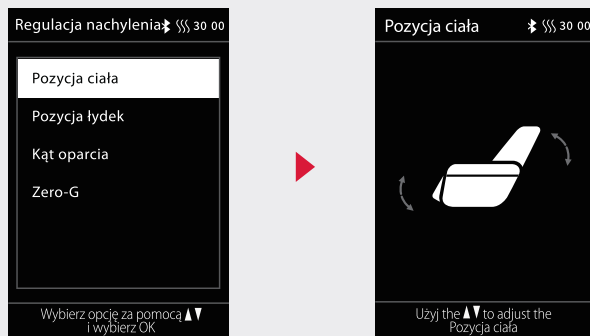 Regulacja nachylenia 30 00
Pozycja ciała
Pozycja łydek
Kąt oparcia
Zero-G
Wybierz opcję za pomocą ▲▼
i wybierz OK
Pozycja ciała 30 00
Użyj the ▲▼ to adjust the
Pozycja ciała